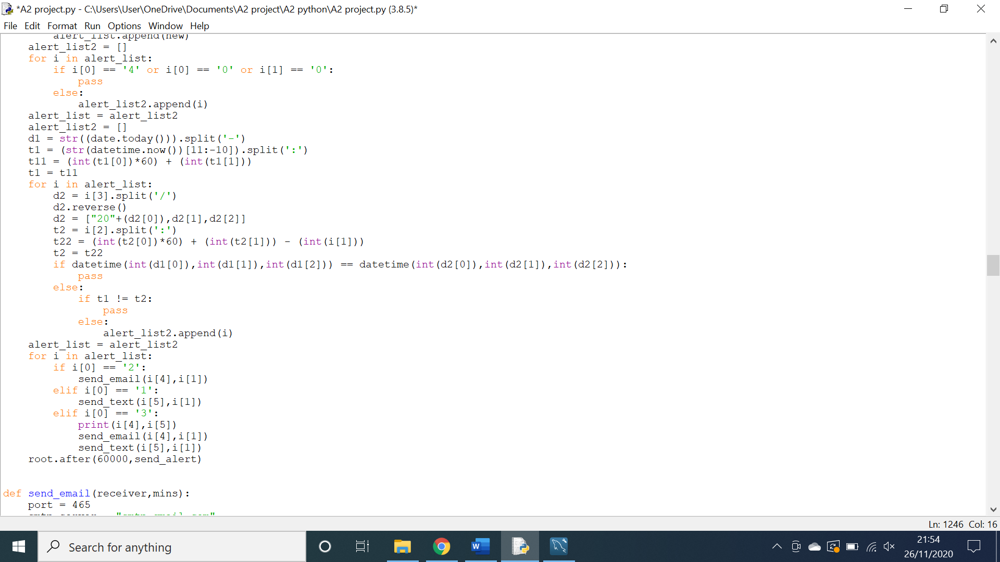 *A2 project.py - C:\Users\User\OneDrive\Documents\A2 project\A2 python\A2 project.py (3.8.5)*
File Edit Format Run Options Window Help
        alert_list.append(new)
    alert_list2 = []
    for i in alert_list:
        if i[0] == '4' or i[0] == '0' or i[1] == '0':
            pass
        else:
            alert_list2.append(i)
    alert_list = alert_list2
    alert_list2 = []
    d1 = str((date.today())).split('-')
    t1 = (str(datetime.now())[11:-10]).split(':')
    t11 = (int(t1[0])*60) + (int(t1[1]))
    t1 = t11
    for i in alert_list:
        d2 = i[3].split('/')
        d2.reverse()
        d2 = ["20"+(d2[0]),d2[1],d2[2]]
        t2 = i[2].split(':')
        t22 = (int(t2[0])*60) + (int(t2[1])) - (int(i[1]))
        t2 = t22
        if datetime(int(d1[0]),int(d1[1]),int(d1[2])) == datetime(int(d2[0]),int(d2[1]),int(d2[2])):
            pass
        else:
            if t1 != t2:
                pass
            else:
                alert_list2.append(i)
    alert_list = alert_list2
    for i in alert_list:
        if i[0] == '2':
            send_email(i[4],i[1])
        elif i[0] == '1':
            send_text(i[5],i[1])
        elif i[0] == '3':
            print(i[4],i[5])
            send_email(i[4],i[1])
            send_text(i[5],i[1])
    root.after(60000,send_alert)
def send_email(receiver,mins):
    port = 465
    smtp_server = "smtp.gmail.com"
Ln: 1246 Col: 16
Search for anything
W
21:54
26/11/2020